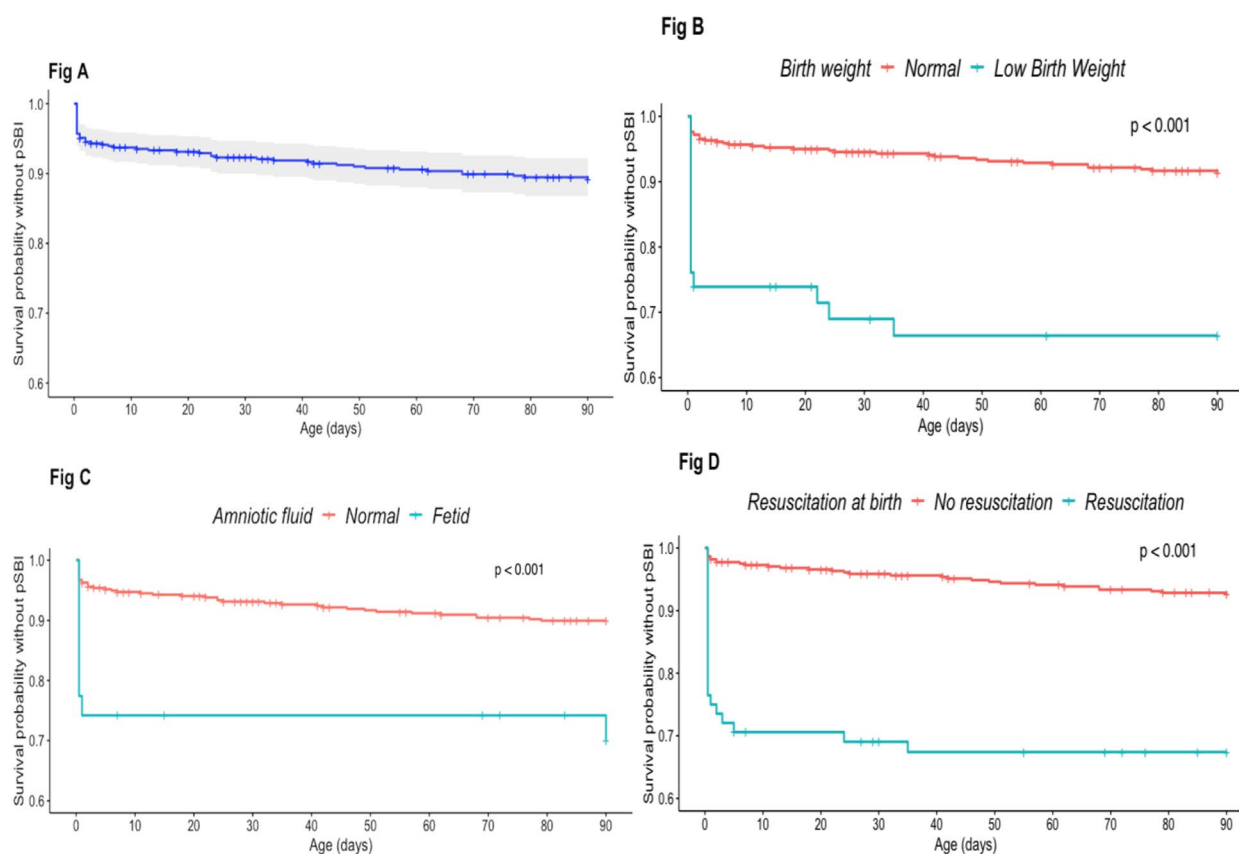 Fig A
1.0
0.9
0.8
0.7
0.6
Survival probability without pSBI
0 10 20 30 40 50 60 70 80 90
Age (days)
Fig B
Birth weight Normal Low Birth Weight
p < 0.001
1.0
0.9
0.8
0.7
0.6
Survival probability without pSBI
0 10 20 30 40 50 60 70 80 90
Age (days)
Fig C
Amniotic fluid Normal Fetid
p < 0.001
1.0
0.9
0.8
0.7
0.6
Survival probability without pSBI
0 10 20 30 40 50 60 70 80 90
Age (days)
Fig D
Resuscitation at birth No resuscitation Resuscitation
p < 0.001
1.0
0.9
0.8
0.7
0.6
Survival probability without pSBI
0 10 20 30 40 50 60 70 80 90
Age (days)